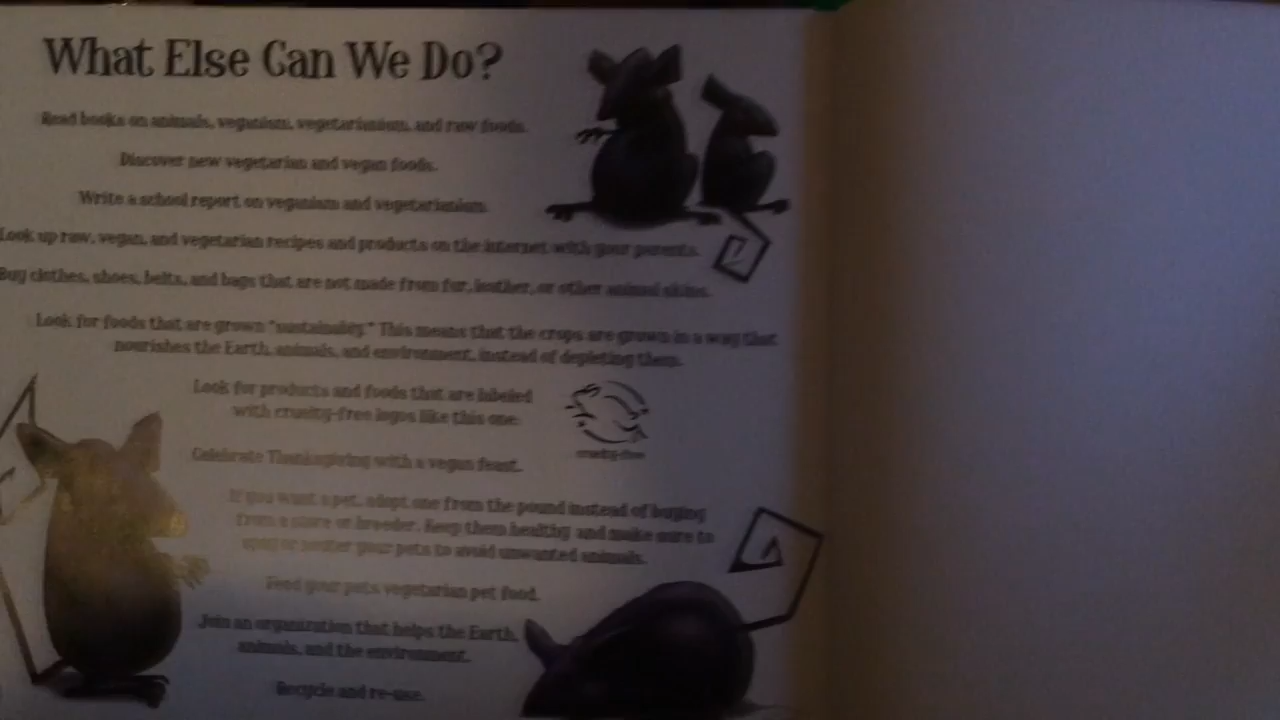 What Else Can We Do?
Read books on animals, veganism, vegetarianism, and raw foods.
Discover new vegetarian and vegan foods.
Write a school report on veganism and vegetarianism.
Look up raw, vegan, and vegetarian recipes and products on the internet with your parents.
Buy clothes, shoes, belts, and bags that are not made from fur, leather, or other animal skins.
Look for foods that are grown "sustainably." This means that the crops are grown in a way that
nourishes the Earth, animals, and environment, instead of depleting them.
Look for products and foods that are labeled
with cruelty-free logos like this one:
cruelty-free
Celebrate Thanksgiving with a vegan feast.
If you want a pet, adopt one from the pound instead of buying
from a store or breeder. Keep them healthy and make sure to
spay or neuter your pets to avoid unwanted animals.
Feed your pets vegetarian pet food.
Join an organization that helps the Earth,
animals, and the environment.
Recycle and re-use.